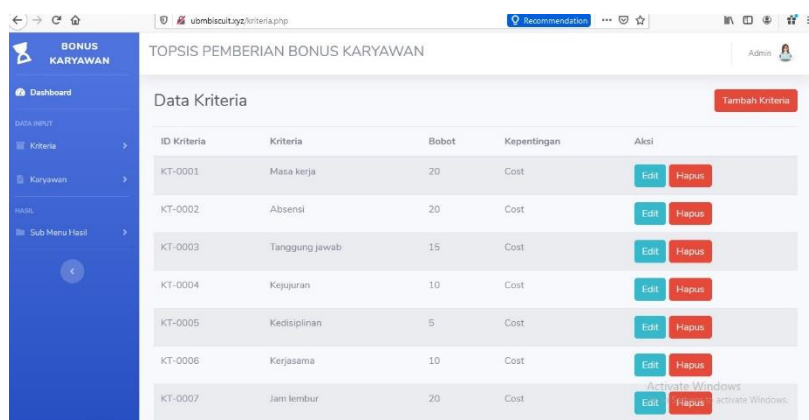 ubmbiscuit.xyz/kriteria.php
Recommendation
BONUS KARYAWAN
TOPSIS PEMBERIAN BONUS KARYAWAN
Admin
Dashboard
Data Kriteria
Tambah Kriteria
DATA INPUT
Kriteria
Karyawan
HASIL
Sub Menu Hasil
ID Kriteria Kriteria Bobot Kepentingan Aksi
KT-0001 Masa kerja 20 Cost Edit Hapus
KT-0002 Absensi 20 Cost Edit Hapus
KT-0003 Tanggung jawab 15 Cost Edit Hapus
KT-0004 Kejujuran 10 Cost Edit Hapus
KT-0005 Kedisiplinan 5 Cost Edit Hapus
KT-0006 Kerjasama 10 Cost Edit Hapus
KT-0007 Jam lembur 20 Cost Edit Hapus
Activate Windows
activate Windows.